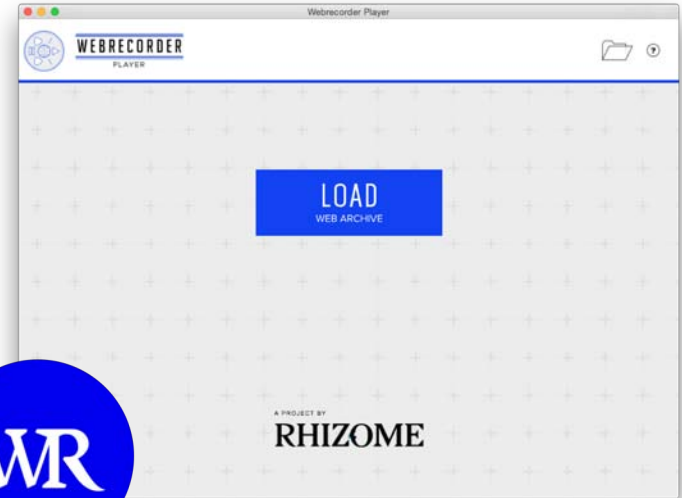 Webrecorder Player
WEBRECORDER
PLAYER
?
LOAD
WEB ARCHIVE
A PROJECT BY
RHIZOME
WR